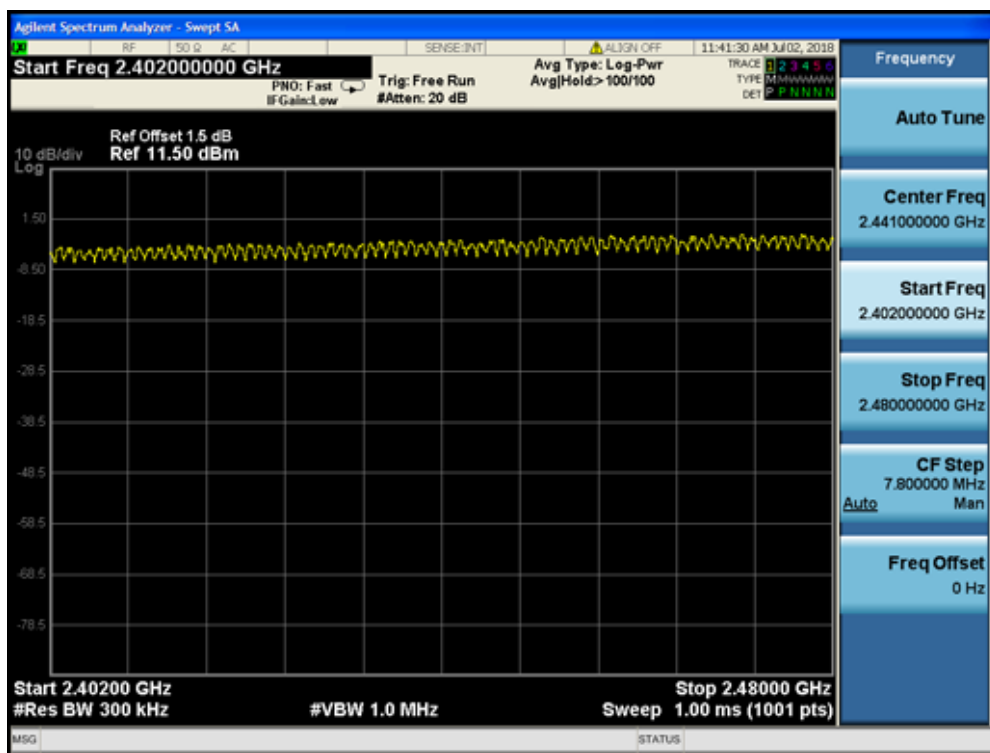 Agilent Spectrum Analyzer - Swept SA
RF 50 Ω AC SENSE:INT ALIGN OFF 11:41:30 AM Jul 02, 2018
Start Freq 2.402000000 GHz
PNO: Fast
IFGain:Low
Trig: Free Run
#Atten: 20 dB
Avg Type: Log-Pwr
Avg|Hold:>100/100
TRACE 1 2 3 4 5 6
TYPE M
DET P P N N N N
Ref Offset 1.5 dB
10 dB/div Ref 11.50 dBm
Log
1.50
-8.50
-18.5
-28.5
-38.5
-48.5
-58.5
-68.5
-78.5
Start 2.40200 GHz Stop 2.48000 GHz
#Res BW 300 kHz #VBW 1.0 MHz Sweep 1.00 ms (1001 pts)
MSG STATUS
Frequency
Auto Tune
Center Freq
2.441000000 GHz
Start Freq
2.402000000 GHz
Stop Freq
2.480000000 GHz
CF Step
7.800000 MHz
Auto Man
Freq Offset
0 Hz